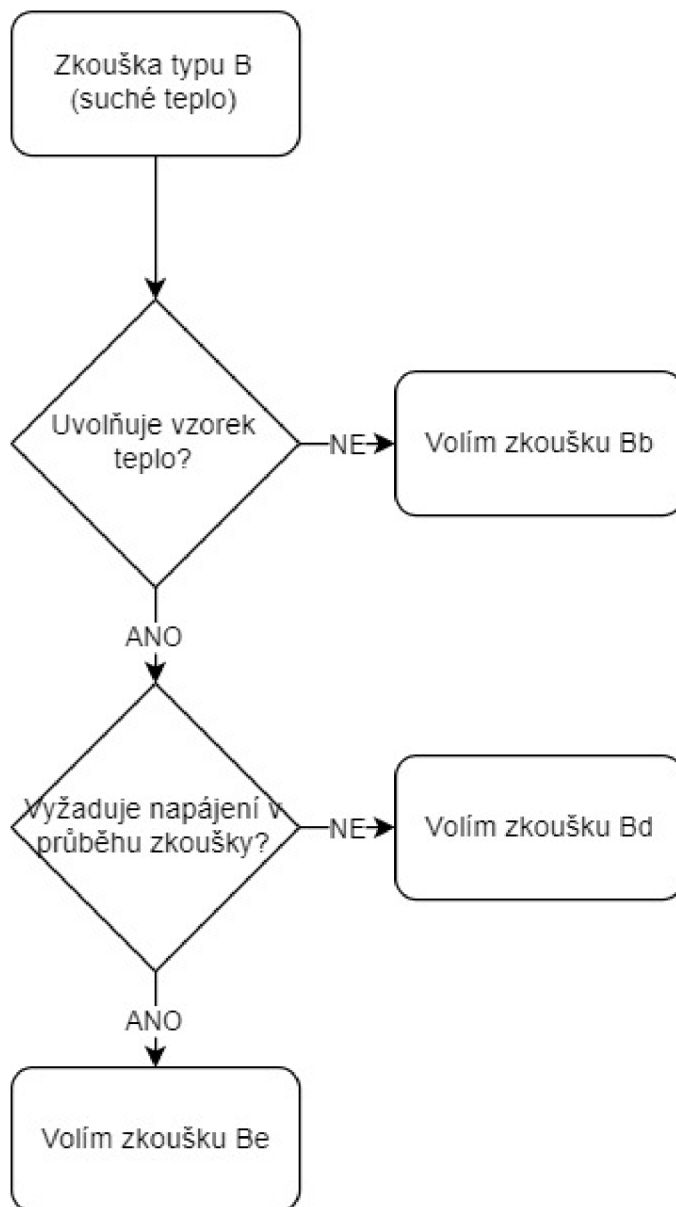 Zkouška typu B
(suché teplo)
Uvolňuje vzorek
teplo?
NE
Volím zkoušku Bb
ANO
Vyžaduje napájení v
průběhu zkoušky?
NE
Volím zkoušku Bd
ANO
Volím zkoušku Be